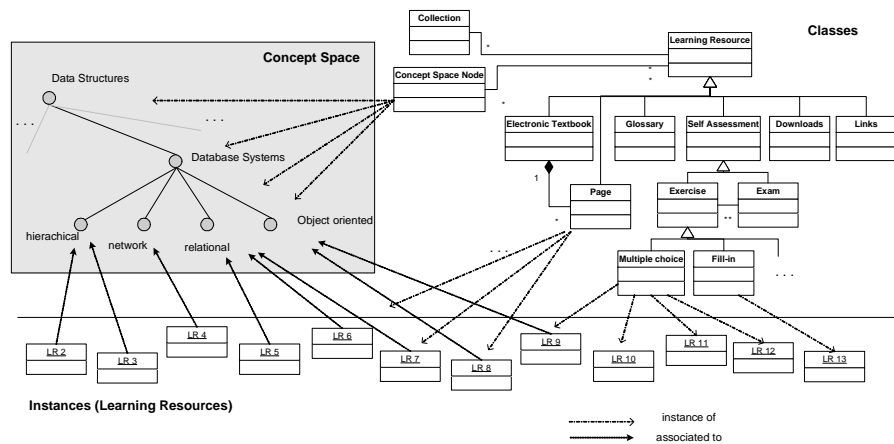 Collection
Classes
Learning Resource
*
Concept Space
Data Structures
Concept Space Node
*
*
*
. . .
. . .
Electronic Textbook
Glossary
Self Assessment
Downloads
Links
Database Systems
1
Page
Exercise
Exam
*
**
Object oriented
hierachical
network
relational
. . .
Multiple choice
Fill-in
. . .
LR 2
LR 3
LR 4
LR 5
LR 6
LR 7
LR 8
LR 9
LR 10
LR 11
LR 12
LR 13
Instances (Learning Resources)
instance of
associated to